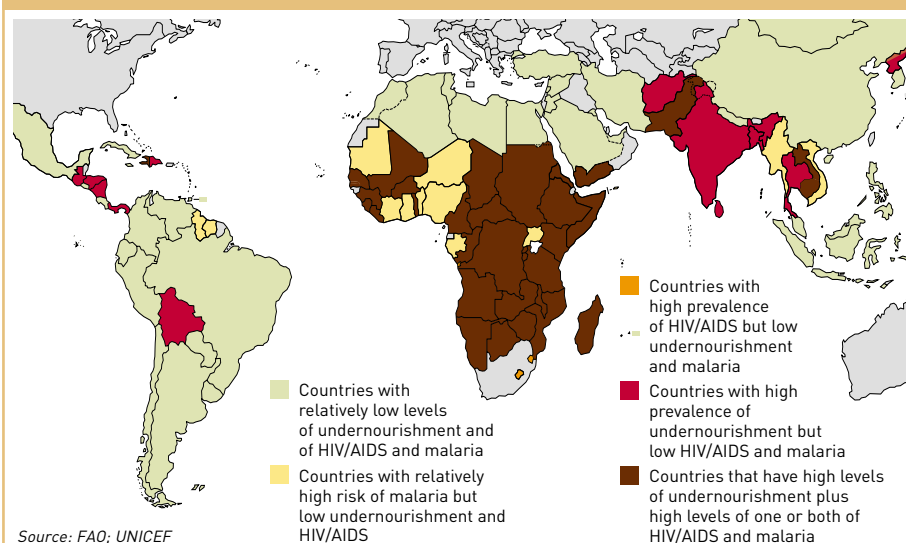 Countries with
high prevalence
of HIV/AIDS but low
undernourishment
and malaria
Countries with
relatively low levels
of undernourishment and
of HIV/AIDS and malaria
Countries with high
prevalence of
undernourishment but
low HIV/AIDS and malaria
Countries with relatively
high risk of malaria but
low undernourishment and
HIV/AIDS
Countries that have high levels
of undernourishment plus
high levels of one or both of
HIV/AIDS and malaria
Source: FAO; UNICEF